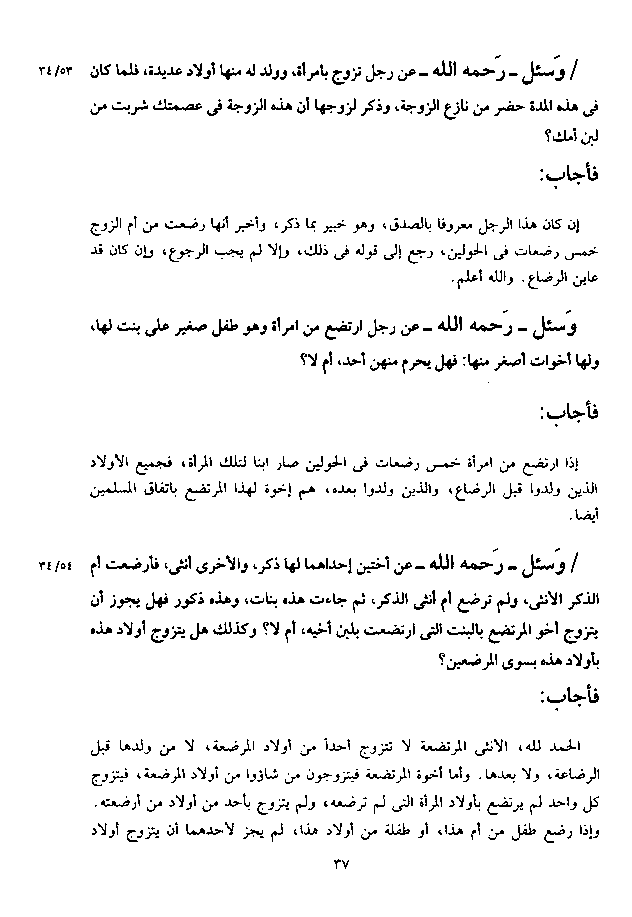 / وَسئل ـ رَحمه الله ـ عن رجل تزوج بامرأة، وولد له منها أولاد عديدة، فلما كان ٣٤/٥٣
فى هذه المدة حضر من نازع الزوجة، وذكر لزوجها أن هذه الزوجة فى عصمتك شربت من
لبن أمك؟
فأجاب:
إن كان هذا الرجل معروفا بالصدق، وهو خبير بما ذكر، وأخبر أنها رضعت من أم الزوج
خمس رضعات فى الحولين، رجع إلى قوله فى ذلك، وإلا لم يجب الرجوع، وإن كان قد
عاين الرضاع. والله أعلم.
وَسئل ـ رَحمه الله ـ عن رجل ارتضع من امرأة وهو طفل صغير على بنت لها،
ولها أخوات أصغر منها: فهل يحرم منهن أحد، أم لا؟
فأجاب:
إذا ارتضع من امرأة خمس رضعات فى الحولين صار ابنا لتلك المرأة، فجميع الأولاد
الذين ولدوا قبل الرضاع، والذين ولدوا بعده، هم إخوة لهذا المرتضع باتفاق المسلمين
أيضا.
/ وَسئل ـ رَحمه الله ـ عن أختين إحداهما لها ذكر، والأخرى أنثى، فأرضعت أم ٣٤/٥٤
الذكر الأنثى، ولم ترضع أم أنثى الذكر، ثم جاءت هذه بنات، وهذه ذكور فهل يجوز أن
يتزوج أخو المرتضع بالبنت التى ارتضعت بلبن أخيه، أم لا؟ وكذلك هل يتزوج أولاد هذه
بأولاد هذه بسوى المرضعين؟
فأجاب:
الحمد لله، الأنثى المرتضعة لا تتزوج أحداً من أولاد المرضعة، لا من ولدها قبل
الرضاعة، ولا بعدها. وأما أخوة المرتضعة فيتزوجون من شاؤوا من أولاد المرضعة، فيتزوج
كل واحد لم يرتضع بأولاد المرأة التى لم ترضعه، ولم يتزوج بأحد من أولاد من أرضعته.
وإذا رضع طفل من أم هذا، أو طفلة من أولاد هذا، لم يجز لأحدهما أن يتزوج أولاد
٣٧